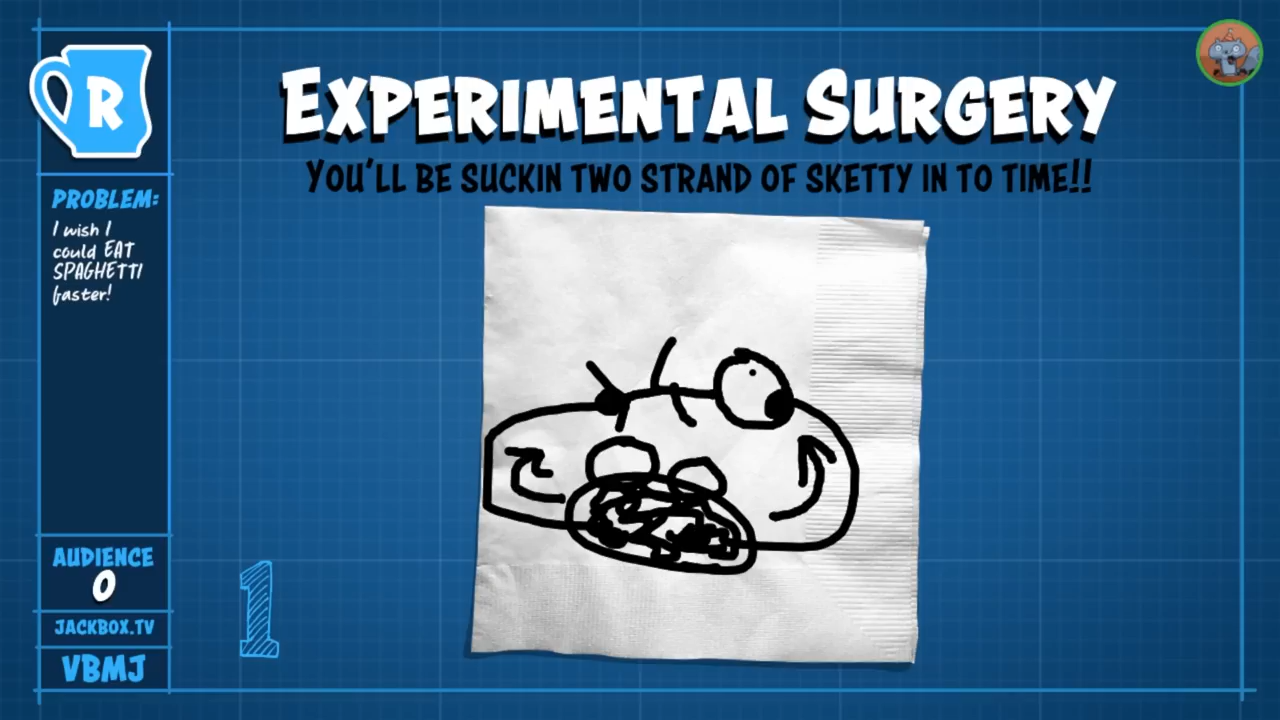 R
EXPERIMENTAL SURGERY
YOU'LL BE SUCKIN TWO STRAND OF SKETTY IN TO TIME!!
PROBLEM:
I wish I
could EAT
SPAGHETTI
faster!
AUDIENCE
0
JACKBOX.TV
VBMJ
1